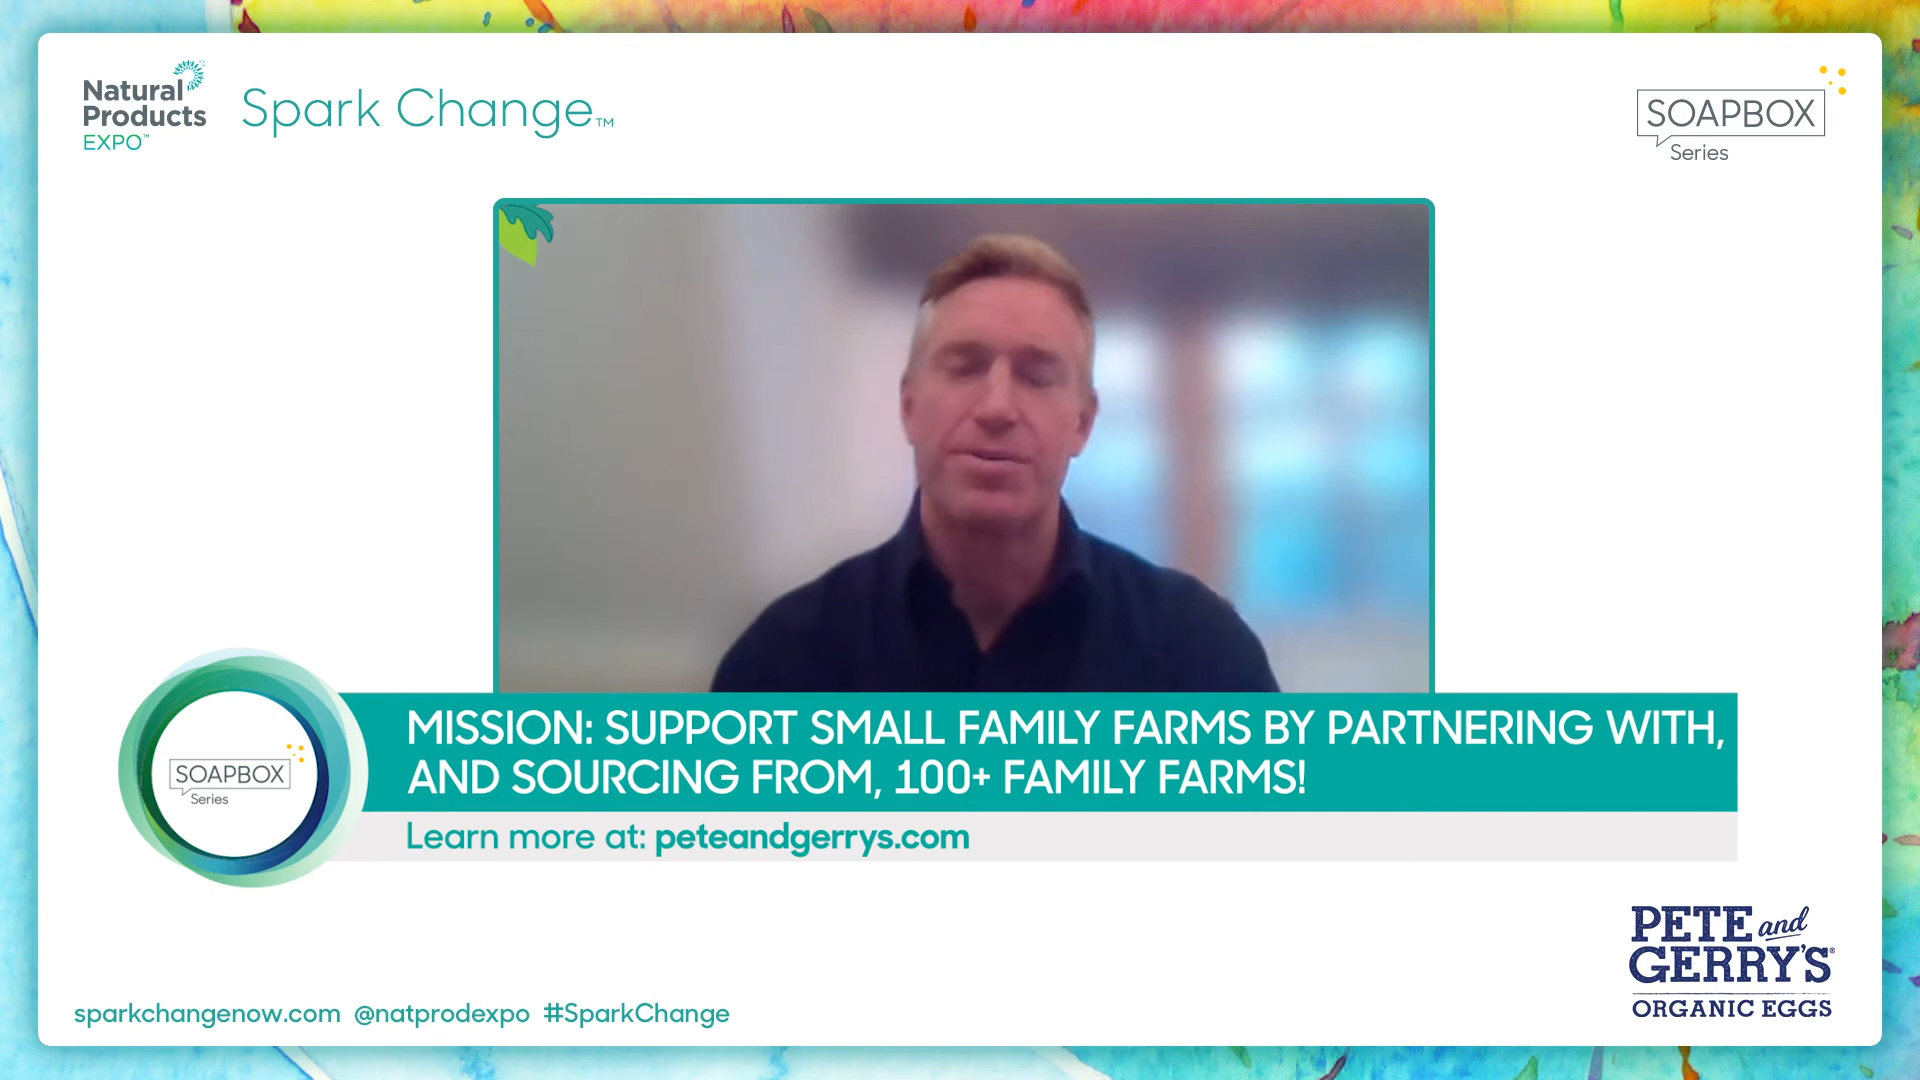 Natural
Products
EXPO™
Spark Change™
SOAPBOX
Series
MISSION: SUPPORT SMALL FAMILY FARMS BY PARTNERING WITH,
AND SOURCING FROM, 100+ FAMILY FARMS!
SOAPBOX
Series
Learn more at: peteandgerrys.com
PETE and
GERRY'S®
ORGANIC EGGS
sparkchangenow.com @natprodexpo #SparkChange